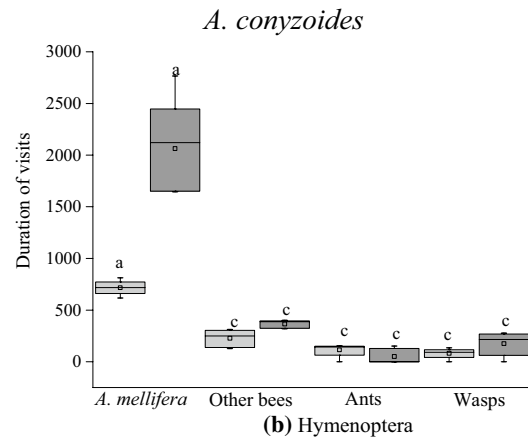 A. conyzoides
3000
2500
2000
1500
1000
500
0
Duration of visits
a
a
c
c
c
c
c
c
A. mellifera Other bees Ants Wasps
(b) Hymenoptera